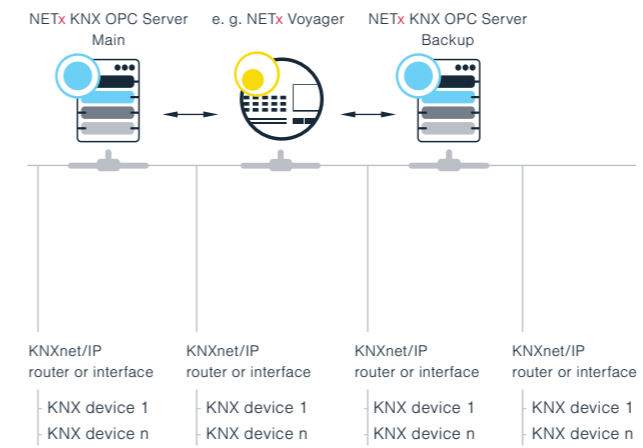 NETx KNX OPC Server
Main
e. g. NETx Voyager
NETx KNX OPC Server
Backup
KNXnet/IP
router or interface
KNX device 1
KNX device n
KNXnet/IP
router or interface
KNX device 1
KNX device n
KNXnet/IP
router or interface
KNX device 1
KNX device n
KNXnet/IP
router or interface
KNX device 1
KNX device n